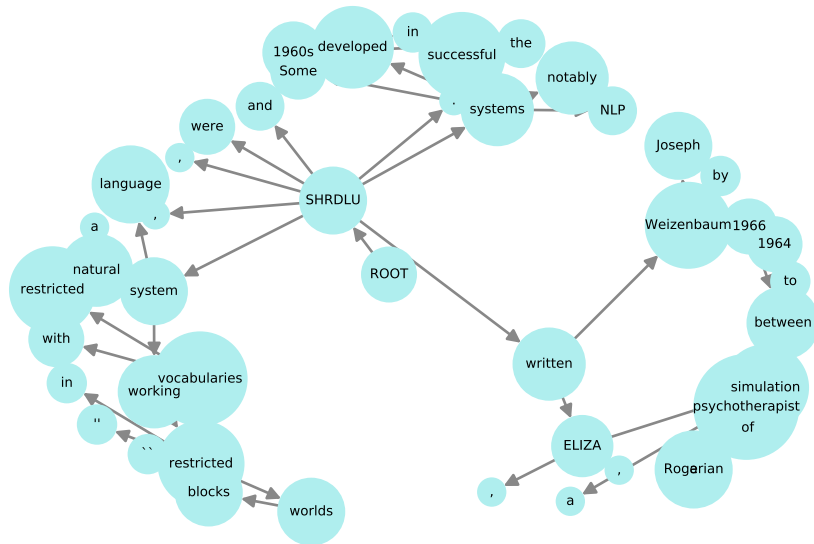 in
the
developed
1960s
successful
Some
notably
.
systems
NLP
and
were
Joseph
,
by
language
SHRDLU
,
a
Weizenbaum
1966
1964
natural
ROOT
to
restricted
system
between
with
written
in
working
vocabularies
simulation
psychotherapist
''
of
``
ELIZA
restricted
,
Rogerian
a
blocks
,
a
worlds